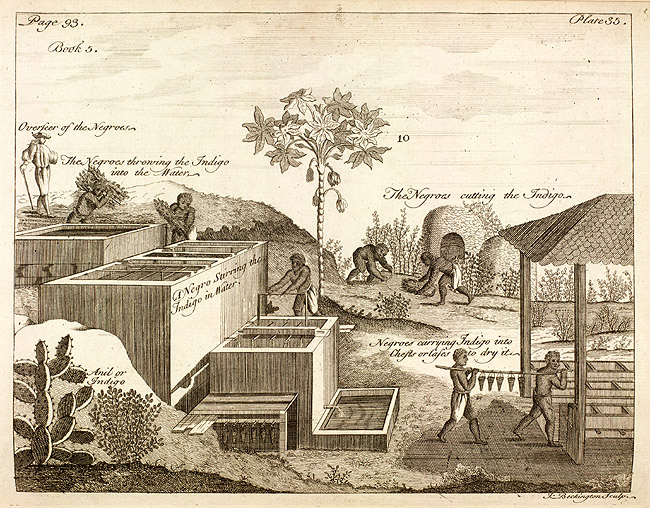 Page 93.
Plate 35.
Book 5.
Overseer of the Negroes
The Negroes throwing the Indigo
into the Water
10
The Negroes cutting the Indigo
A Negro Stirring the
Indigo in Water.
Negroes carrying Indigo into
Chests or Cases to dry it
Anil or
Indigo
Bockington Sculp.